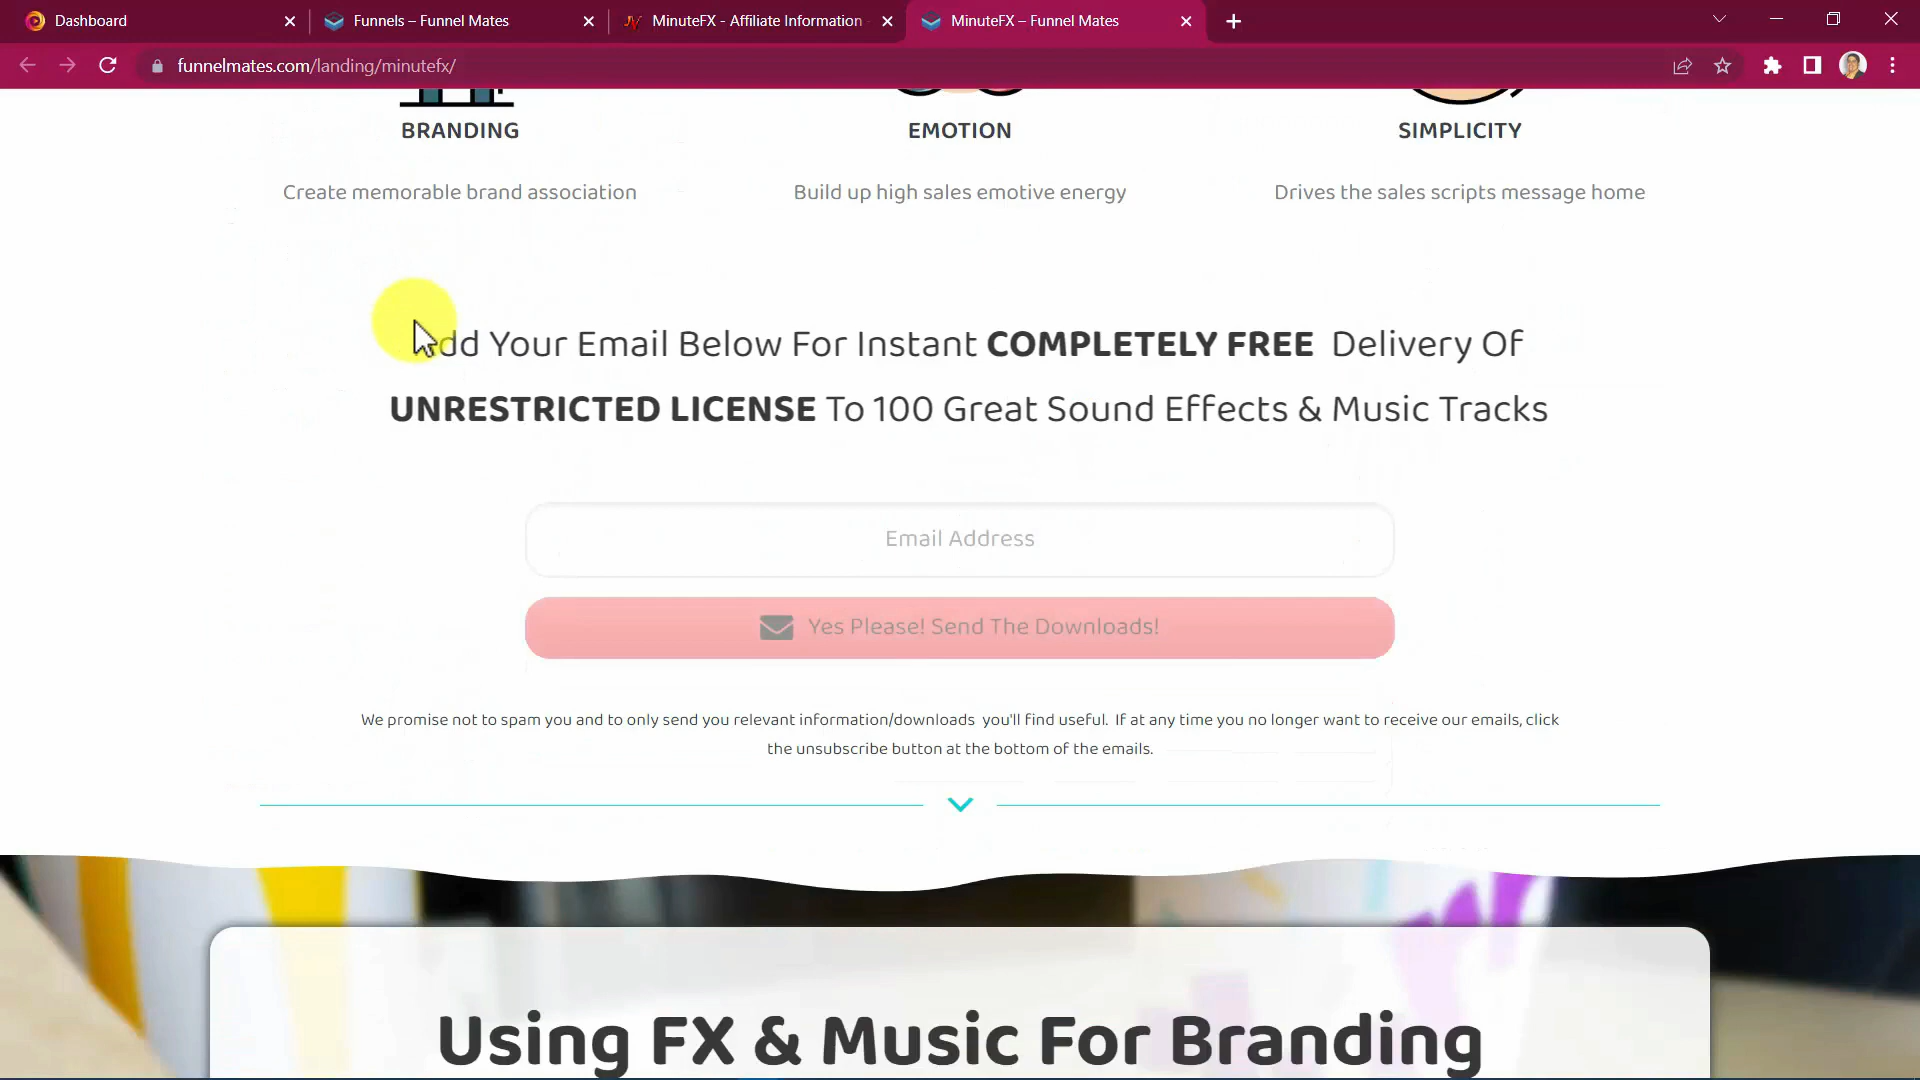 Dashboard
Funnels – Funnel Mates
MinuteFX - Affiliate Information
MinuteFX – Funnel Mates
funnelmates.com/landing/minutefx/
BRANDING
EMOTION
SIMPLICITY
Create memorable brand association
Build up high sales emotive energy
Drives the sales scripts message home
dd Your Email Below For Instant COMPLETELY FREE Delivery Of
UNRESTRICTED LICENSE To 100 Great Sound Effects & Music Tracks
Email Address
Yes Please! Send The Downloads!
We promise not to spam you and to only send you relevant information/downloads you'll find useful. If at any time you no longer want to receive our emails, click
the unsubscribe button at the bottom of the emails.
Using FX & Music For Branding